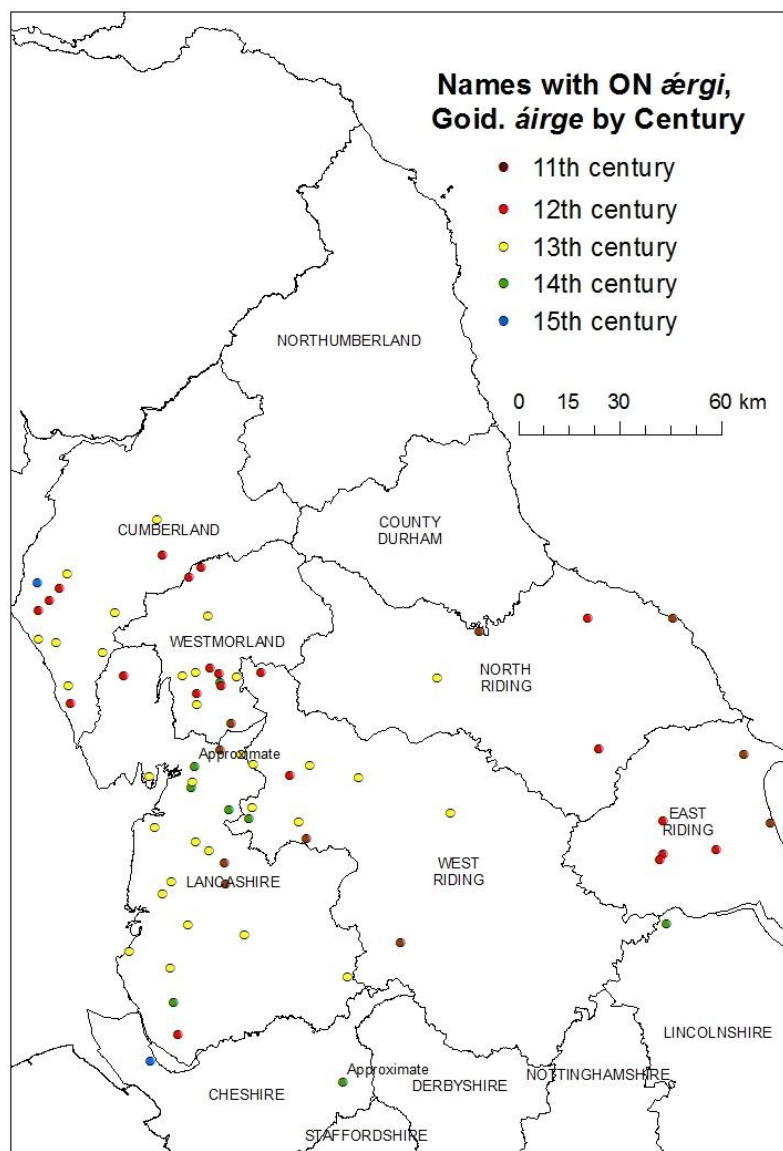 Names with ON ǽrgi,
Goid. áirge by Century
11th century
12th century
13th century
14th century
15th century
0 15 30 60 km
NORTHUMBERLAND
CUMBERLAND
COUNTY
DURHAM
WESTMORLAND
NORTH
RIDING
Approximate
EAST
RIDING
WEST
RIDING
LANCASHIRE
LINCOLNSHIRE
Approximate
CHESHIRE
DERBYSHIRE
NOTTINGHAMSHIRE
STAFFORDSHIRE